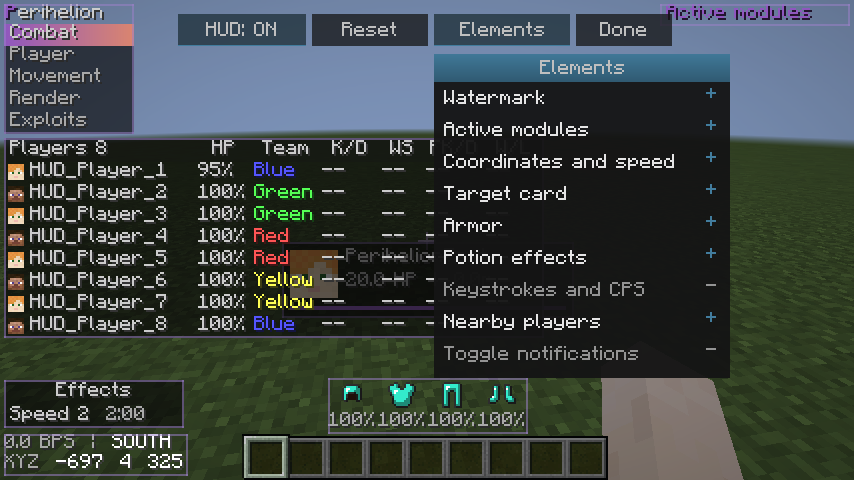 Perihelion
Combat
Player
Movement
Render
Exploits
HUD: ON
Reset
Elements
Done
Active modules
Elements
Watermark +
Active modules +
Coordinates and speed +
Target card +
Armor +
Potion effects +
Keystrokes and CPS -
Nearby players +
Toggle notifications -
Players 8 HP Team K/D WS
HUD_Player_1 95% Blue -- --
HUD_Player_2 100% Green -- --
HUD_Player_3 100% Green -- --
HUD_Player_4 100% Red -- --
HUD_Player_5 100% Red -- --
HUD_Player_6 100% Yellow -- --
HUD_Player_7 100% Yellow -- --
HUD_Player_8 100% Blue -- --
Perihelio
20.0 HP
Effects
Speed 2 2:00
100% 100% 100% 100%
0.0 BPS | SOUTH
XYZ -697 4 325